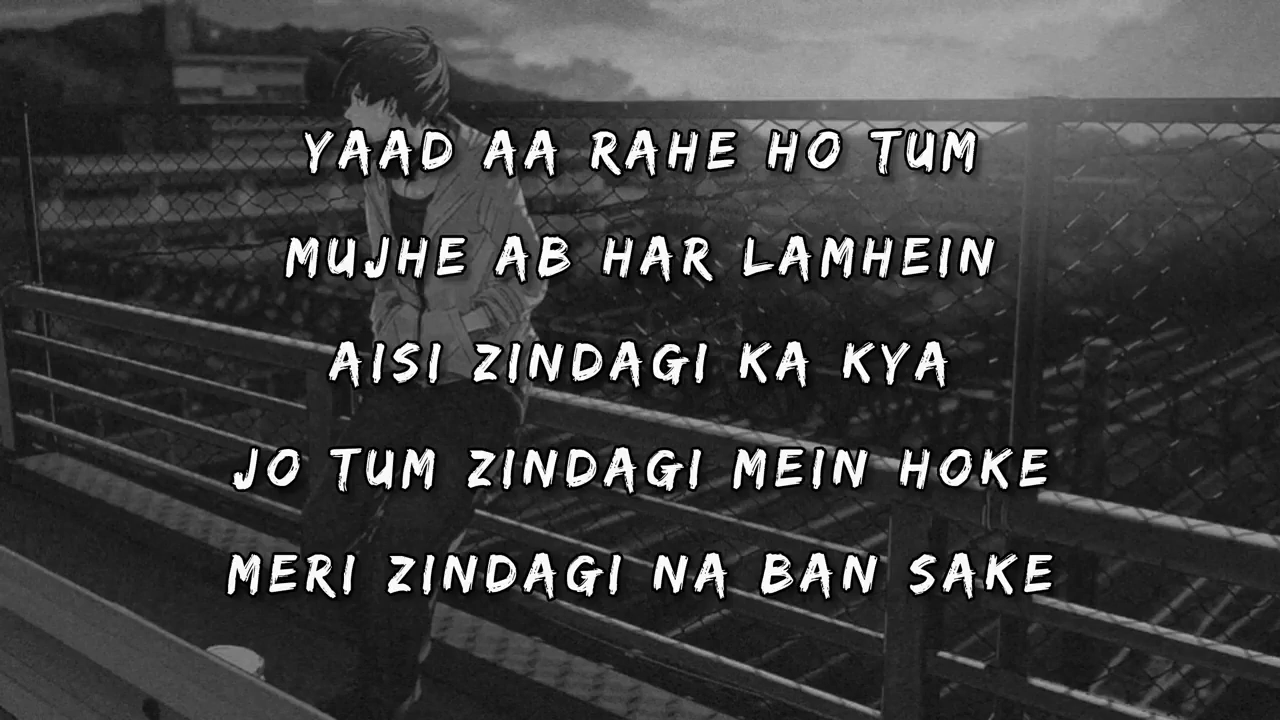 YAAD AA RAHE HO TUM
MUJHE AB HAR LAMHEIN
AISI ZINDAGI KA KYA
JO TUM ZINDAGI MEIN HOKE
MERI ZINDAGI NA BAN SAKE